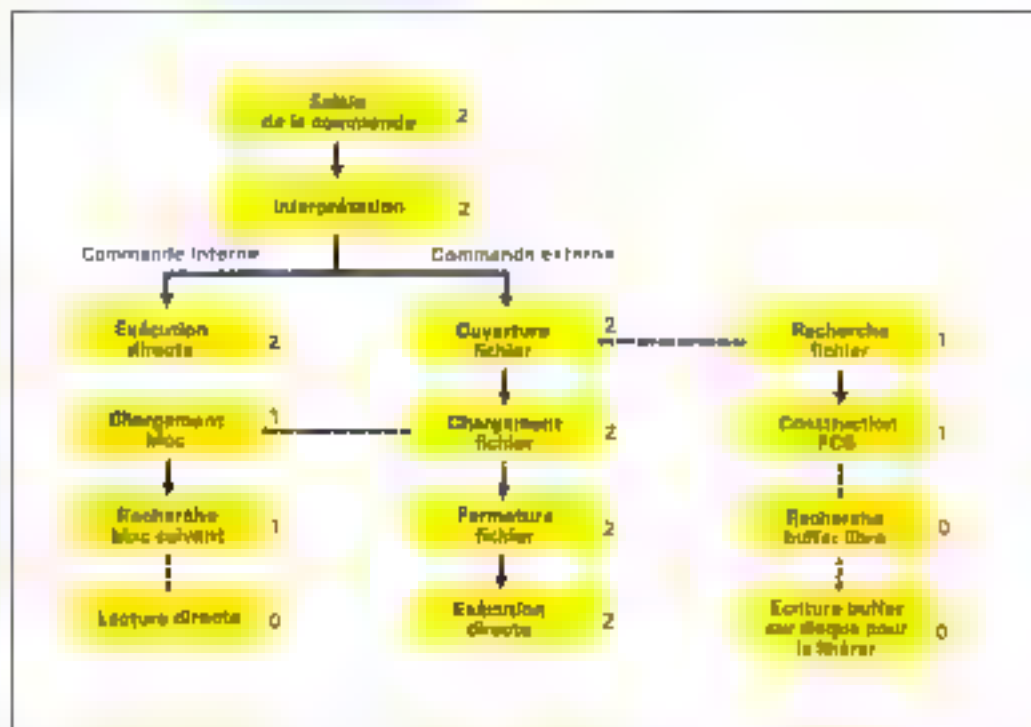 Saisie
de la commande
2
Interprétation
2
Commande interne
Commande externe
Exécution
directe
2
Ouverture
fichier
2
Recherche
fichier
1
Chargement
bloc
1
Chargement
fichier
2
Construction
FCB
1
Recherche
bloc suivant
1
Fermeture
fichier
2
Recherche
buffer libre
0
Lecture directe
0
Exécution
directe
2
Ecriture buffer
sur disque pour
le libérer
0